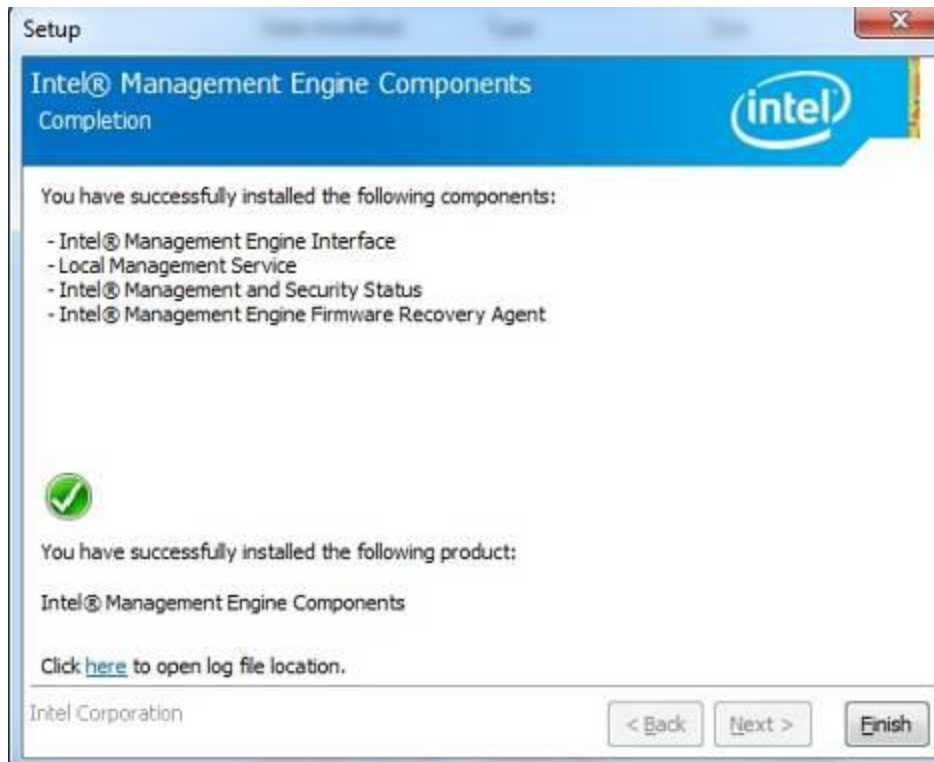 Setup
Intel® Management Engine Components
Completion
intel
You have successfully installed the following components:
- Intel® Management Engine Interface
- Local Management Service
- Intel® Management and Security Status
- Intel® Management Engine Firmware Recovery Agent
You have successfully installed the following product:
Intel® Management Engine Components
Click here to open log file location.
Intel Corporation
< Back Next > Finish